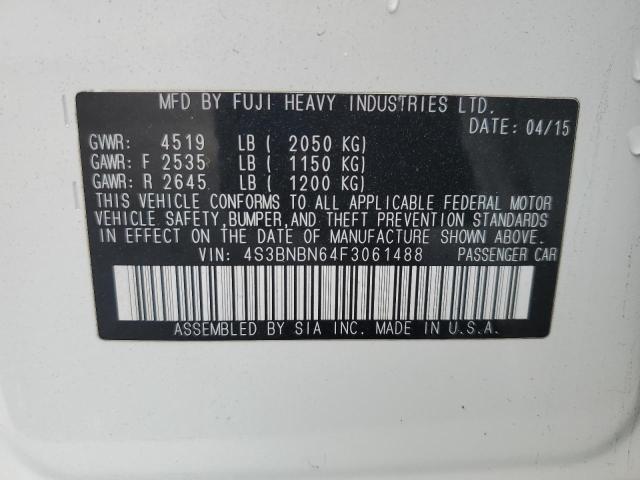 MFD BY FUJI HEAVY INDUSTRIES LTD.
DATE: 04/15
GVWR: 4519 LB ( 2050 KG)
GAWR: F 2535 LB ( 1150 KG)
GAWR: R 2645 LB ( 1200 KG)
THIS VEHICLE CONFORMS TO ALL APPLICABLE FEDERAL MOTOR
VEHICLE SAFETY,BUMPER,AND THEFT PREVENTION STANDARDS
IN EFFECT ON THE DATE OF MANUFACTURE SHOWN ABOVE.
VIN: 4S3BNBN64F3061488 PASSENGER CAR
ASSEMBLED BY SIA INC. MADE IN U.S.A.